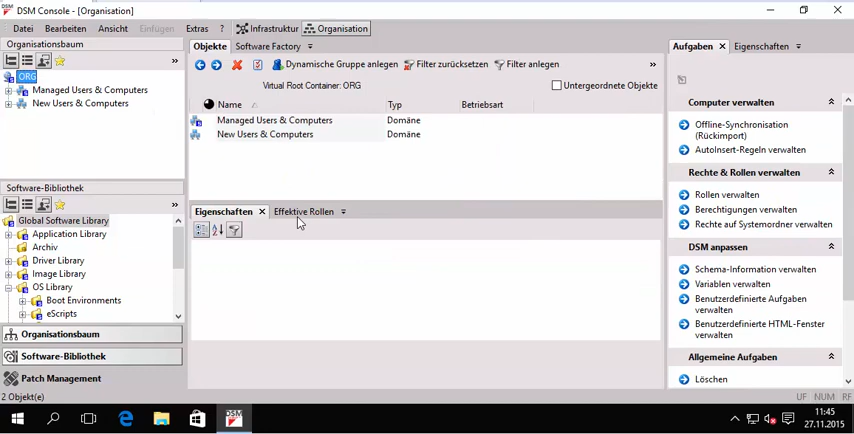 DSM Console - [Organisation]
Datei Bearbeiten Ansicht Einfügen Extras ? Infrastruktur Organisation
Organisationsbaum
ORG
Managed Users & Computers
New Users & Computers
Software-Bibliothek
Global Software Library
Application Library
Archiv
Driver Library
Image Library
OS Library
Boot Environments
eScripts
Organisationsbaum
Software-Bibliothek
Patch Management
2 Objekt(e)
Objekte Software Factory
Dynamische Gruppe anlegen Filter zurücksetzen Filter anlegen
Virtual Root Container: ORG Untergeordnete Objekte
Name Typ Betriebsart
Managed Users & Computers Domäne
New Users & Computers Domäne
Eigenschaften Effektive Rollen
Aufgaben Eigenschaften
Computer verwalten
Offline-Synchronisation
(Rückimport)
AutoInsert-Regeln verwalten
Rechte & Rollen verwalten
Rollen verwalten
Berechtigungen verwalten
Rechte auf Systemordner verwalten
DSM anpassen
Schema-Information verwalten
Variablen verwalten
Benutzerdefinierte Aufgaben
verwalten
Benutzerdefinierte HTML-Fenster
verwalten
Allgemeine Aufgaben
Löschen
UF NUM RF
DSM
11:45
27.11.2015